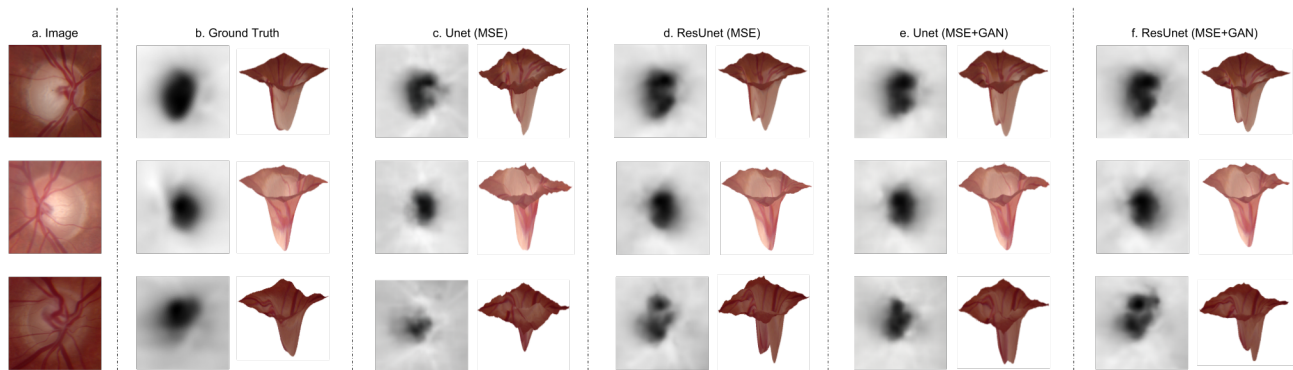 a. Image
b. Ground Truth
c. Unet (MSE)
d. ResUnet (MSE)
e. Unet (MSE+GAN)
f. ResUnet (MSE+GAN)